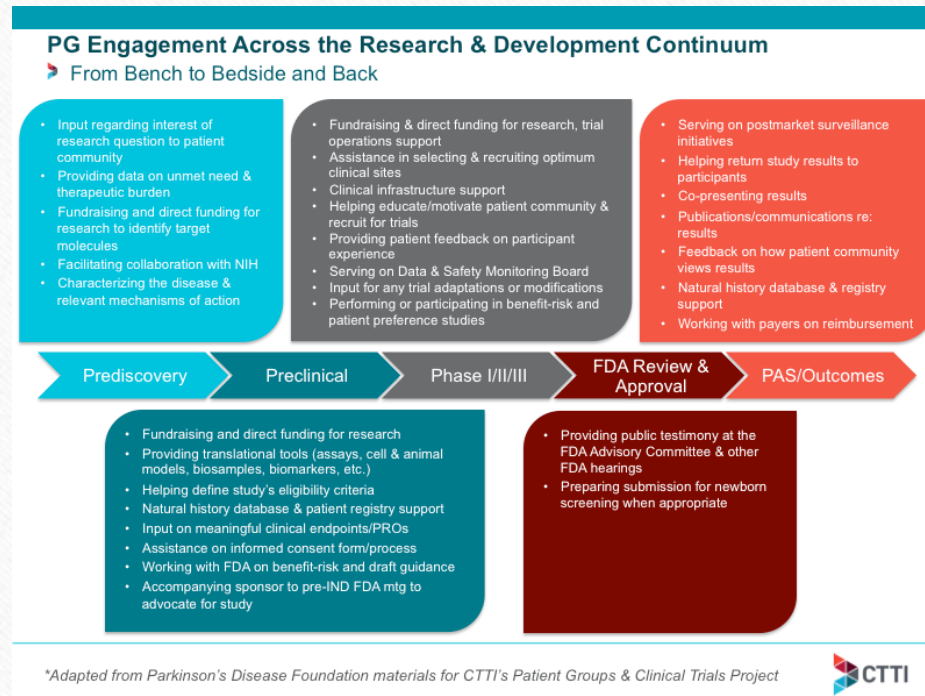 PG Engagement Across the Research & Development Continuum
From Bench to Bedside and Back
• Input regarding interest of
research question to patient
community
• Providing data on unmet need &
therapeutic burden
• Fundraising and direct funding for
research to identify target
molecules
• Facilitating collaboration with NIH
• Characterizing the disease &
relevant mechanisms of action
• Fundraising & direct funding for research, trial
operations support
• Assistance in selecting & recruiting optimum
clinical sites
• Clinical infrastructure support
• Helping educate/motivate patient community &
recruit for trials
• Providing patient feedback on participant
experience
• Serving on Data & Safety Monitoring Board
• Input for any trial adaptations or modifications
• Performing or participating in benefit-risk and
patient preference studies
• Serving on postmarket surveillance
initiatives
• Helping return study results to
participants
• Co-presenting results
• Publications/communications re:
results
• Feedback on how patient community
views results
• Natural history database & registry
support
• Working with payers on reimbursement
Prediscovery
Preclinical
Phase I/II/III
FDA Review &
Approval
PAS/Outcomes
• Fundraising and direct funding for research
• Providing translational tools (assays, cell & animal
models, biosamples, biomarkers, etc.)
• Helping define study's eligibility criteria
• Natural history database & patient registry support
• Input on meaningful clinical endpoints/PROs
• Assistance on informed consent form/process
• Working with FDA on benefit-risk and draft guidance
• Accompanying sponsor to pre-IND FDA mtg to
advocate for study
• Providing public testimony at the
FDA Advisory Committee & other
FDA hearings
• Preparing submission for newborn
screening when appropriate
*Adapted from Parkinson's Disease Foundation materials for CTTI's Patient Groups & Clinical Trials Project
CTTI